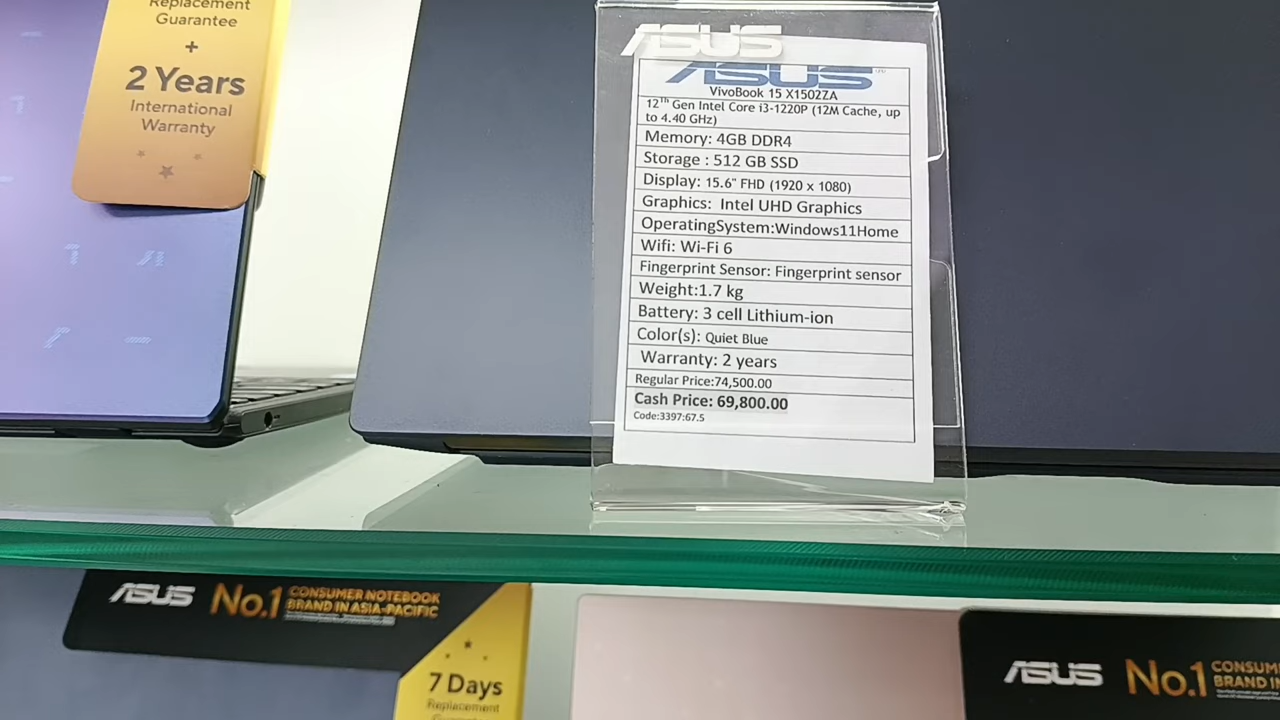 Replacement
Guarantee
+
2 Years
International
Warranty
ASUS
ASUS
VivoBook 15 X1502ZA
12th Gen Intel Core i3-1220P (12M Cache, up
to 4.40 GHz)
Memory: 4GB DDR4
Storage : 512 GB SSD
Display: 15.6" FHD (1920 x 1080)
Graphics: Intel UHD Graphics
OperatingSystem:Windows11Home
Wifi: Wi-Fi 6
Fingerprint Sensor: Fingerprint sensor
Weight:1.7 kg
Battery: 3 cell Lithium-ion
Color(s): Quiet Blue
Warranty: 2 years
Regular Price:74,500.00
Cash Price: 69,800.00
Code:3397:67.5
ASUS No.1 CONSUMER NOTEBOOK
BRAND IN ASIA-PACIFIC
7 Days
Replacement
ASUS No.1
BRAND IN